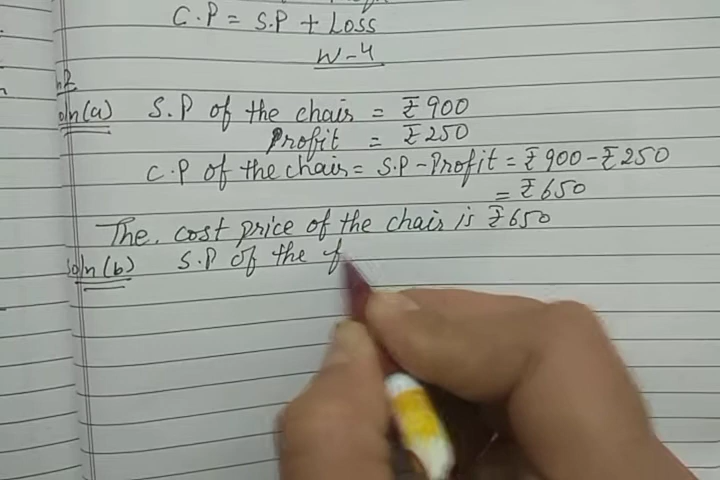 C.P = S.P + Loss
W-4
Soln(a) S.P of the chair = ₹900
Profit = ₹250
C.P of the chair = S.P - Profit = ₹900 - ₹250
= ₹650
The. cost price of the chair is ₹650
Soln(b) S.P of the f